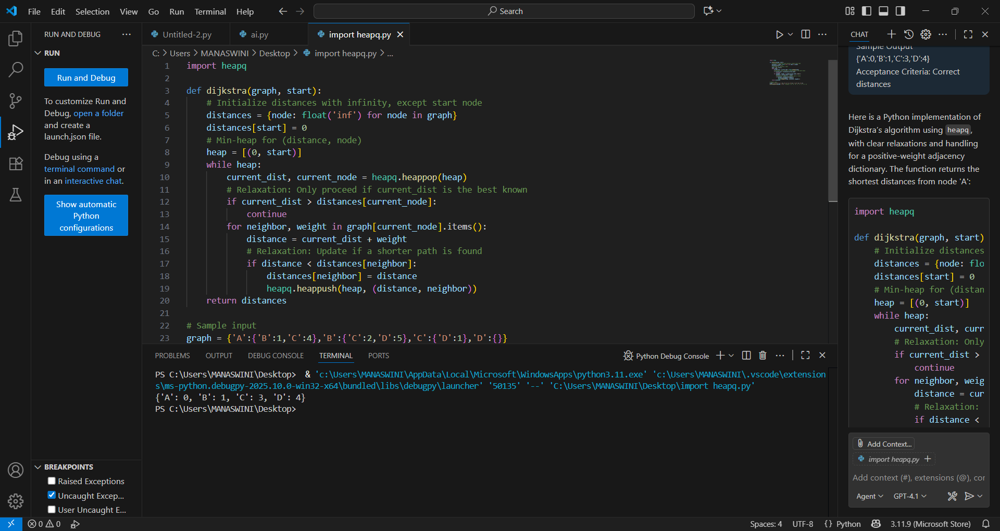 File Edit Selection View Go Run Terminal Help
Search
RUN AND DEBUG
RUN
Run and Debug
To customize Run and
Debug, open a folder
and create a
launch.json file.
Debug using a
terminal command or
in an interactive chat.
Show automatic
Python
configurations
BREAKPOINTS
Raised Exceptions
Uncaught Excep...
User Uncaught E...
Untitled-2.py ai.py import heapq.py
C: > Users > MANASWINI > Desktop > import heapq.py > ...
1 import heapq
2
3 def dijkstra(graph, start):
4 # Initialize distances with infinity, except start node
5 distances = {node: float('inf') for node in graph}
6 distances[start] = 0
7 # Min-heap for (distance, node)
8 heap = [(0, start)]
9 while heap:
10 current_dist, current_node = heapq.heappop(heap)
11 # Relaxation: Only proceed if current_dist is the best known
12 if current_dist > distances[current_node]:
13 continue
14 for neighbor, weight in graph[current_node].items():
15 distance = current_dist + weight
16 # Relaxation: Update if a shorter path is found
17 if distance < distances[neighbor]:
18 distances[neighbor] = distance
19 heapq.heappush(heap, (distance, neighbor))
20 return distances
21
22 # Sample input
23 graph = {'A':{'B':1,'C':4},'B':{'C':2,'D':5},'C':{'D':1},'D':{}}
PROBLEMS OUTPUT DEBUG CONSOLE TERMINAL PORTS
Python Debug Console
PS C:\Users\MANASWINI\Desktop> & 'c:\Users\MANASWINI\AppData\Local\Microsoft\WindowsApps\python3.11.exe' 'c:\Users\MANASWINI\.vscode\extension
s\ms-python.debugpy-2025.10.0-win32-x64\bundled\libs\debugpy\launcher' '50135' '--' 'C:\Users\MANASWINI\Desktop\import heapq.py'
{'A': 0, 'B': 1, 'C': 3, 'D': 4}
PS C:\Users\MANASWINI\Desktop>
CHAT
Sample Output
{'A':0,'B':1,'C':3,'D':4}
Acceptance Criteria: Correct
distances
Here is a Python implementation of
Dijkstra's algorithm using heapq,
with clear relaxations and handling
for a positive-weight adjacency
dictionary. The function returns the
shortest distances from node 'A':
import heapq
def dijkstra(graph, start)
# Initialize distances
distances = {node: flo
distances[start] = 0
# Min-heap for (distan
heap = [(0, start)]
while heap:
current_dist, curr
# Relaxation: Only
if current_dist >
continue
for neighbor, weig
distance = cur
# Relaxation:
if distance <
Add Context...
import heapq.py
Add context (#), extensions (@), cor
Agent GPT-4.1
0 0
Spaces: 4 UTF-8 {} Python 3.11.9 (Microsoft Store)